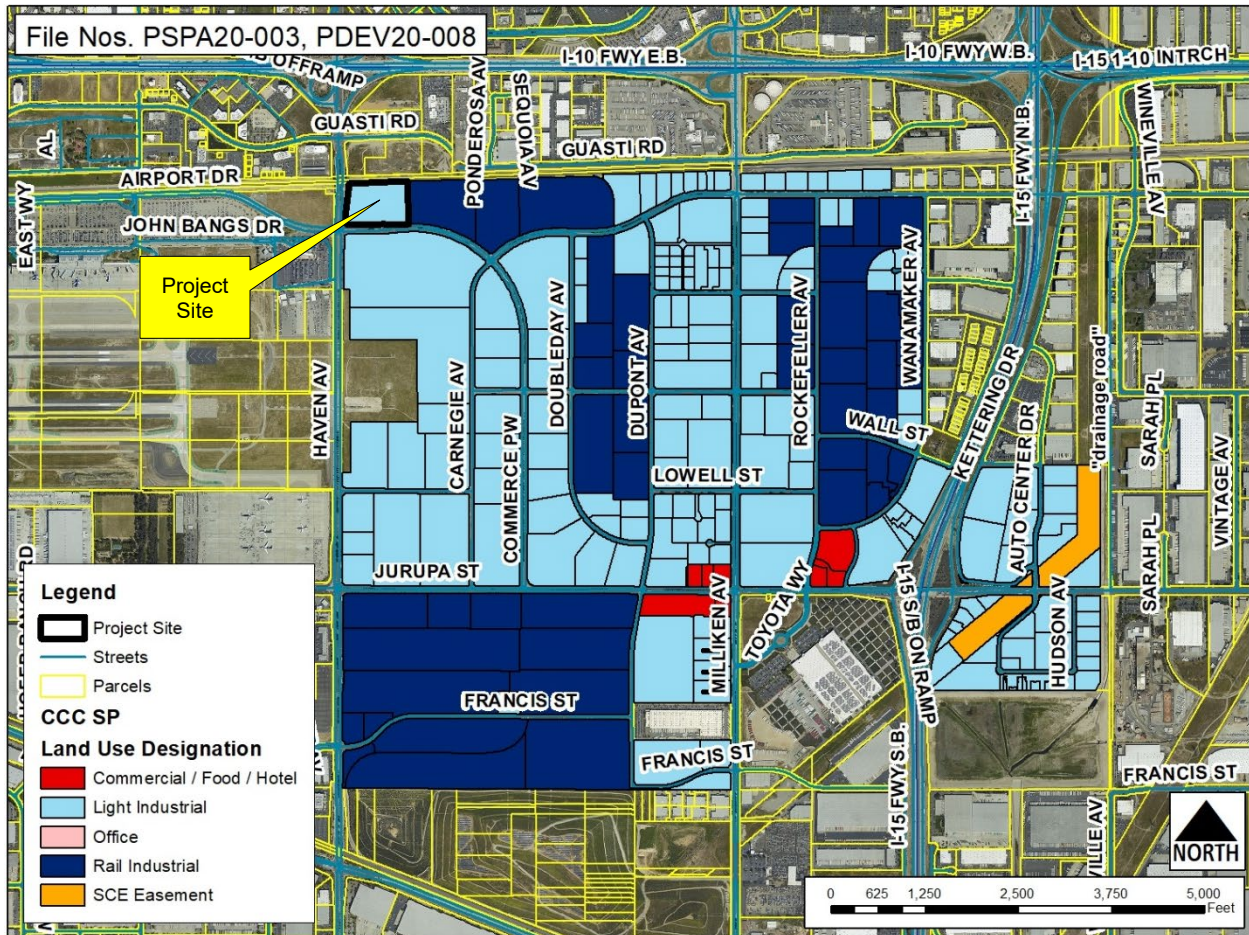 File Nos. PSPA20-003, PDEV20-008
OFFRAMP
I-10 FWY E.B.
I-10 FWY W.B.
I-15 1-10 INTRCH
GUASTI RD
PONDEROSA AV
SEQUOIA AV
GUASTI RD
I-15 FWY N.B.
WINEVILLE AV
AL
EAST WY
AIRPORT DR
JOHN BANGS DR
Project
Site
HAVEN AV
CARNEGIE AV
COMMERCE PW
DOUBLEDAY AV
DUPONT AV
ROCKEFELLER AV
WANAMAKER AV
WALL ST
KETTERING DR
AUTO CENTER DR
"drainage road"
SARAH PL
VINTAGE AV
LOWELL ST
JURUPA ST
MILLIKEN AV
TOYOTA WY
I-15 S/B ON RAMP
HUDSON AV
SARAH PL
FRANCIS ST
FRANCIS ST
I-15 FWY S.B.
FRANCIS ST
Legend
Project Site
Streets
Parcels
CCC SP
Land Use Designation
Commercial / Food / Hotel
Light Industrial
Office
Rail Industrial
SCE Easement
NORTH
0 625 1,250 2,500 3,750 5,000
Feet